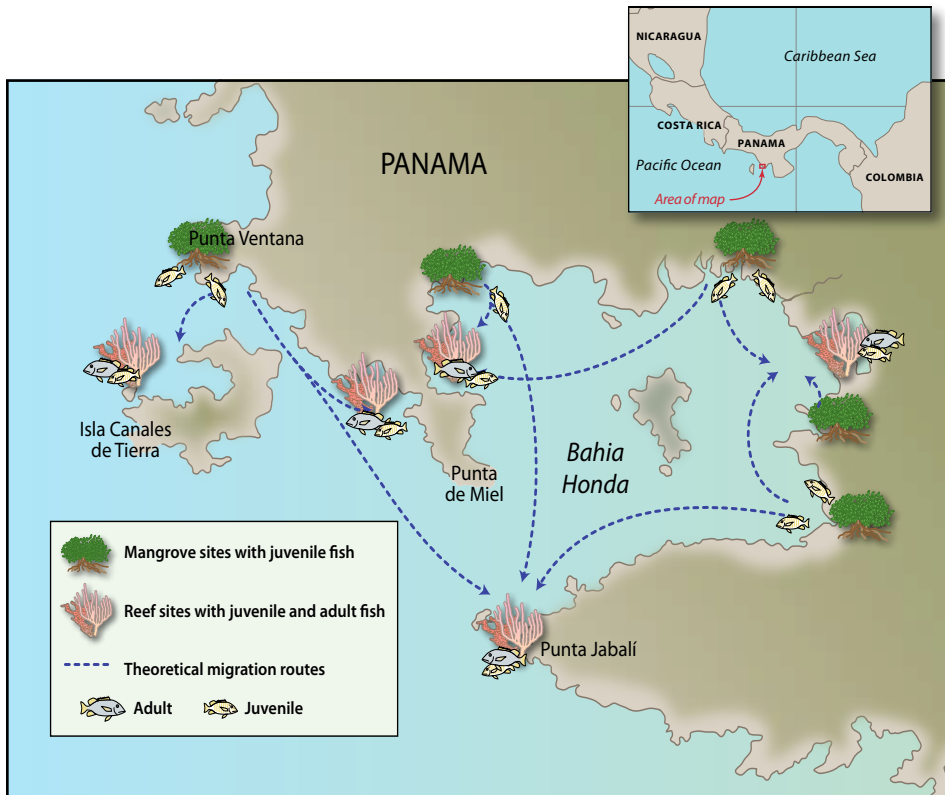 NICARAGUA
Caribbean Sea
COSTA RICA
PANAMA
Pacific Ocean
COLOMBIA
Area of map
PANAMA
Punta Ventana
Isla Canales
de Tierra
Punta
de Miel
Bahia
Honda
Punta Jabalí
Mangrove sites with juvenile fish
Reef sites with juvenile and adult fish
Theoretical migration routes
Adult
Juvenile